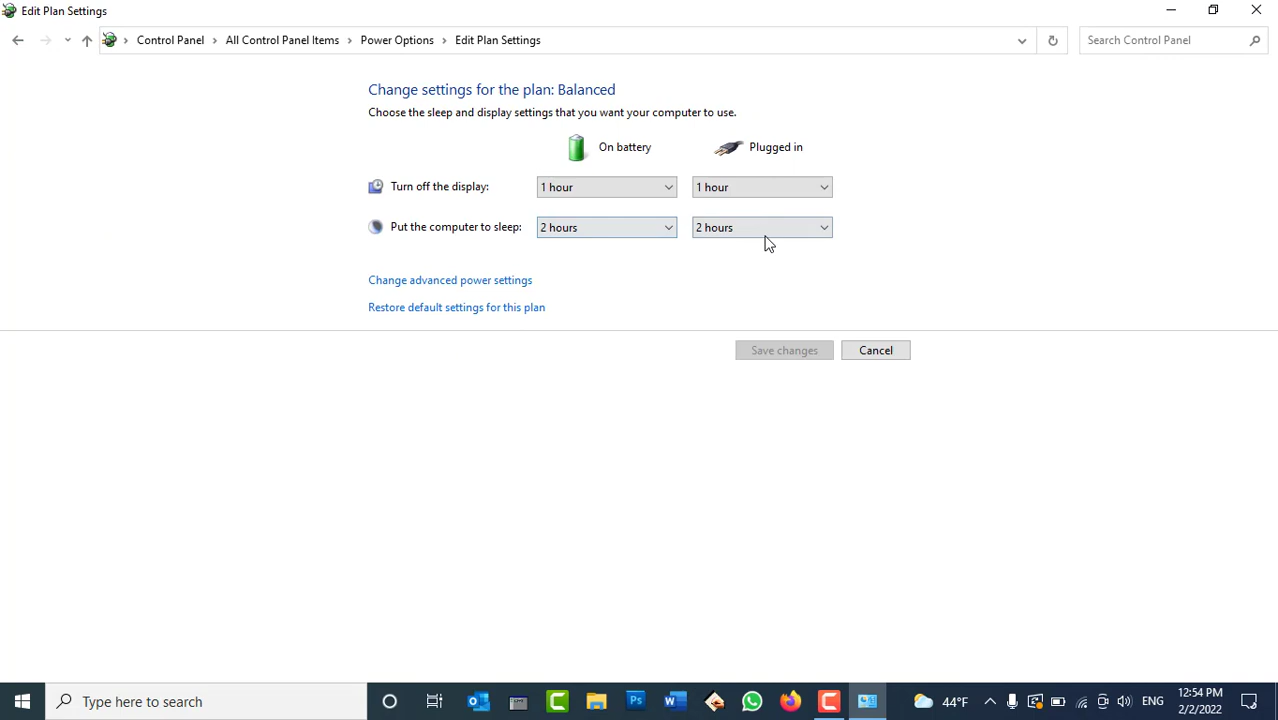 Edit Plan Settings
Control Panel > All Control Panel Items > Power Options > Edit Plan Settings
Search Control Panel
Change settings for the plan: Balanced
Choose the sleep and display settings that you want your computer to use.
On battery Plugged in
Turn off the display: 1 hour 1 hour
Put the computer to sleep: 2 hours 2 hours
Change advanced power settings
Restore default settings for this plan
Save changes Cancel
Type here to search
Ps
W
44°F
ENG
12:54 PM
2/2/2022